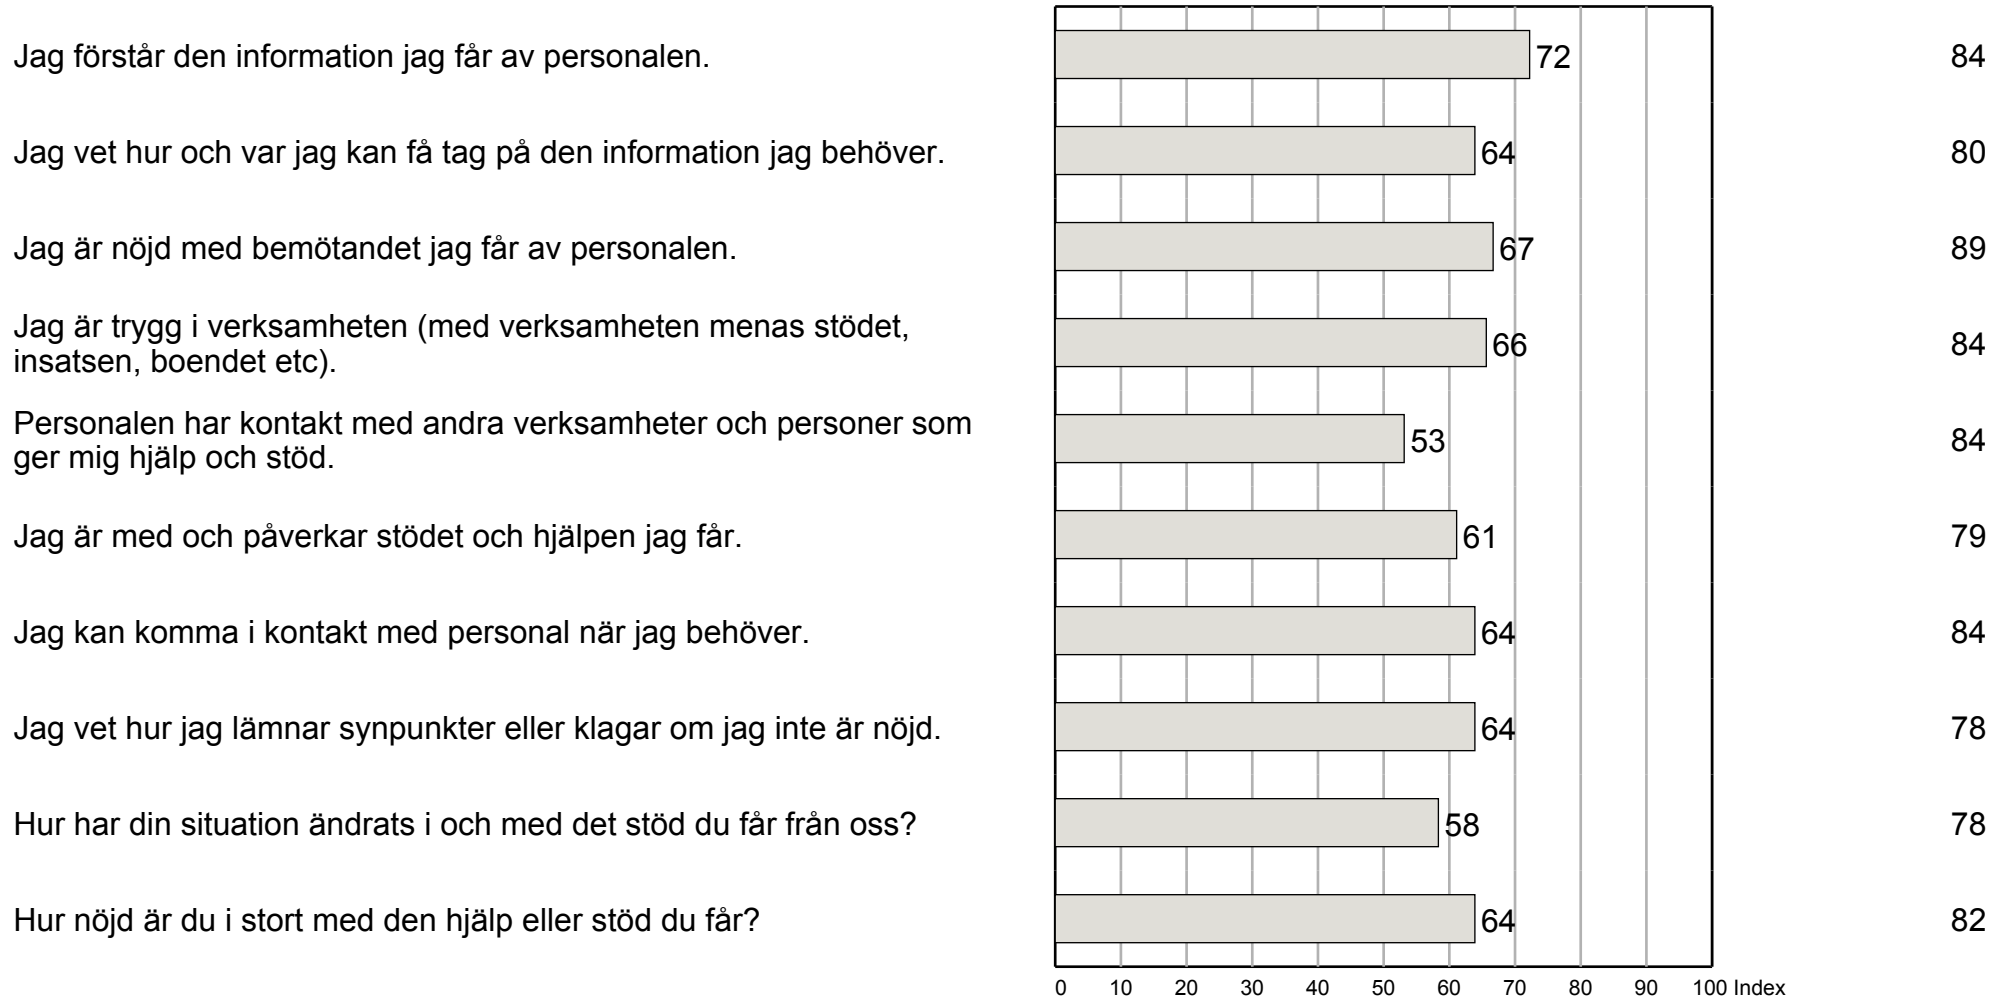 Jag förstår den information jag får av personalen. 72 84
Jag vet hur och var jag kan få tag på den information jag behöver. 64 80
Jag är nöjd med bemötandet jag får av personalen. 67 89
Jag är trygg i verksamheten (med verksamheten menas stödet,
insatsen, boendet etc). 66 84
Personalen har kontakt med andra verksamheter och personer som
ger mig hjälp och stöd. 53 84
Jag är med och påverkar stödet och hjälpen jag får. 61 79
Jag kan komma i kontakt med personal när jag behöver. 64 84
Jag vet hur jag lämnar synpunkter eller klagar om jag inte är nöjd. 64 78
Hur har din situation ändrats i och med det stöd du får från oss? 58 78
Hur nöjd är du i stort med den hjälp eller stöd du får? 64 82
0 10 20 30 40 50 60 70 80 90 100 Index